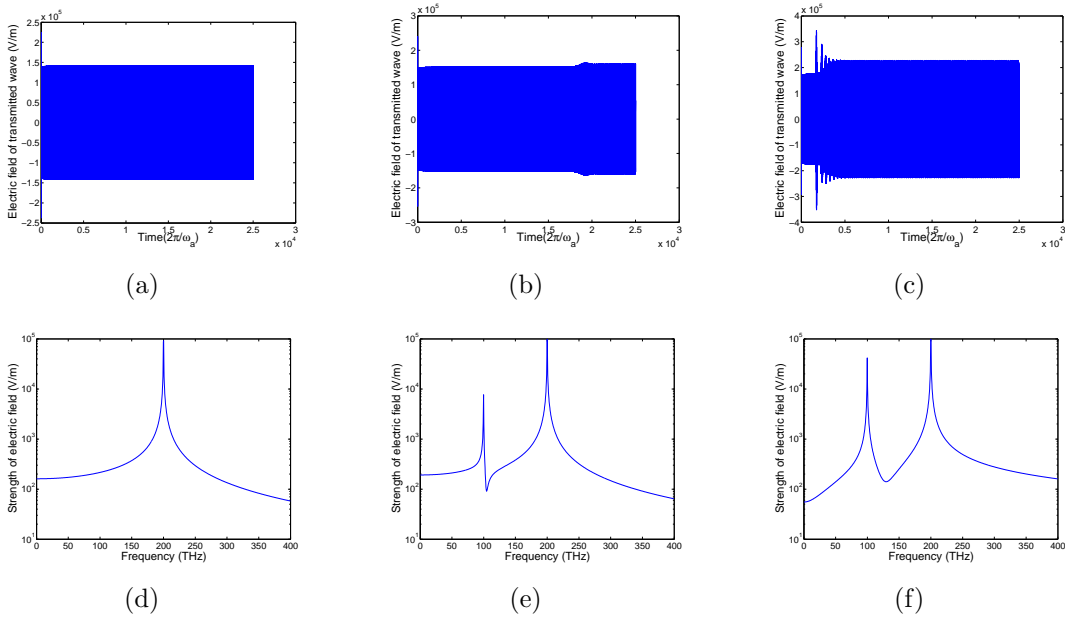 x 10^5
2.5
2
1.5
1
0.5
0
−0.5
−1
−1.5
−2
−2.5
Electric field of transmitted wave (V/m)
0 0.5 1 1.5 2 2.5 3
Time(2π/ω_a)
x 10^4
(a)
x 10^5
3
2
1
0
−1
−2
−3
Electric field of transmitted wave (V/m)
0 0.5 1 1.5 2 2.5 3
Time(2π/ω_a)
x 10^4
(b)
x 10^5
4
3
2
1
0
−1
−2
−3
−4
Electric field of transmitted wave (V/m)
0 0.5 1 1.5 2 2.5 3
Time(2π/ω_a)
x 10^4
(c)
10^5
10^4
10^3
10^2
10^1
Strength of electric field (V/m)
0 50 100 150 200 250 300 350 400
Frequency (THz)
(d)
10^5
10^4
10^3
10^2
10^1
Strength of electric field (V/m)
0 50 100 150 200 250 300 350 400
Frequency (THz)
(e)
10^5
10^4
10^3
10^2
10^1
Strength of electric field (V/m)
0 50 100 150 200 250 300 350 400
Frequency (THz)
(f)